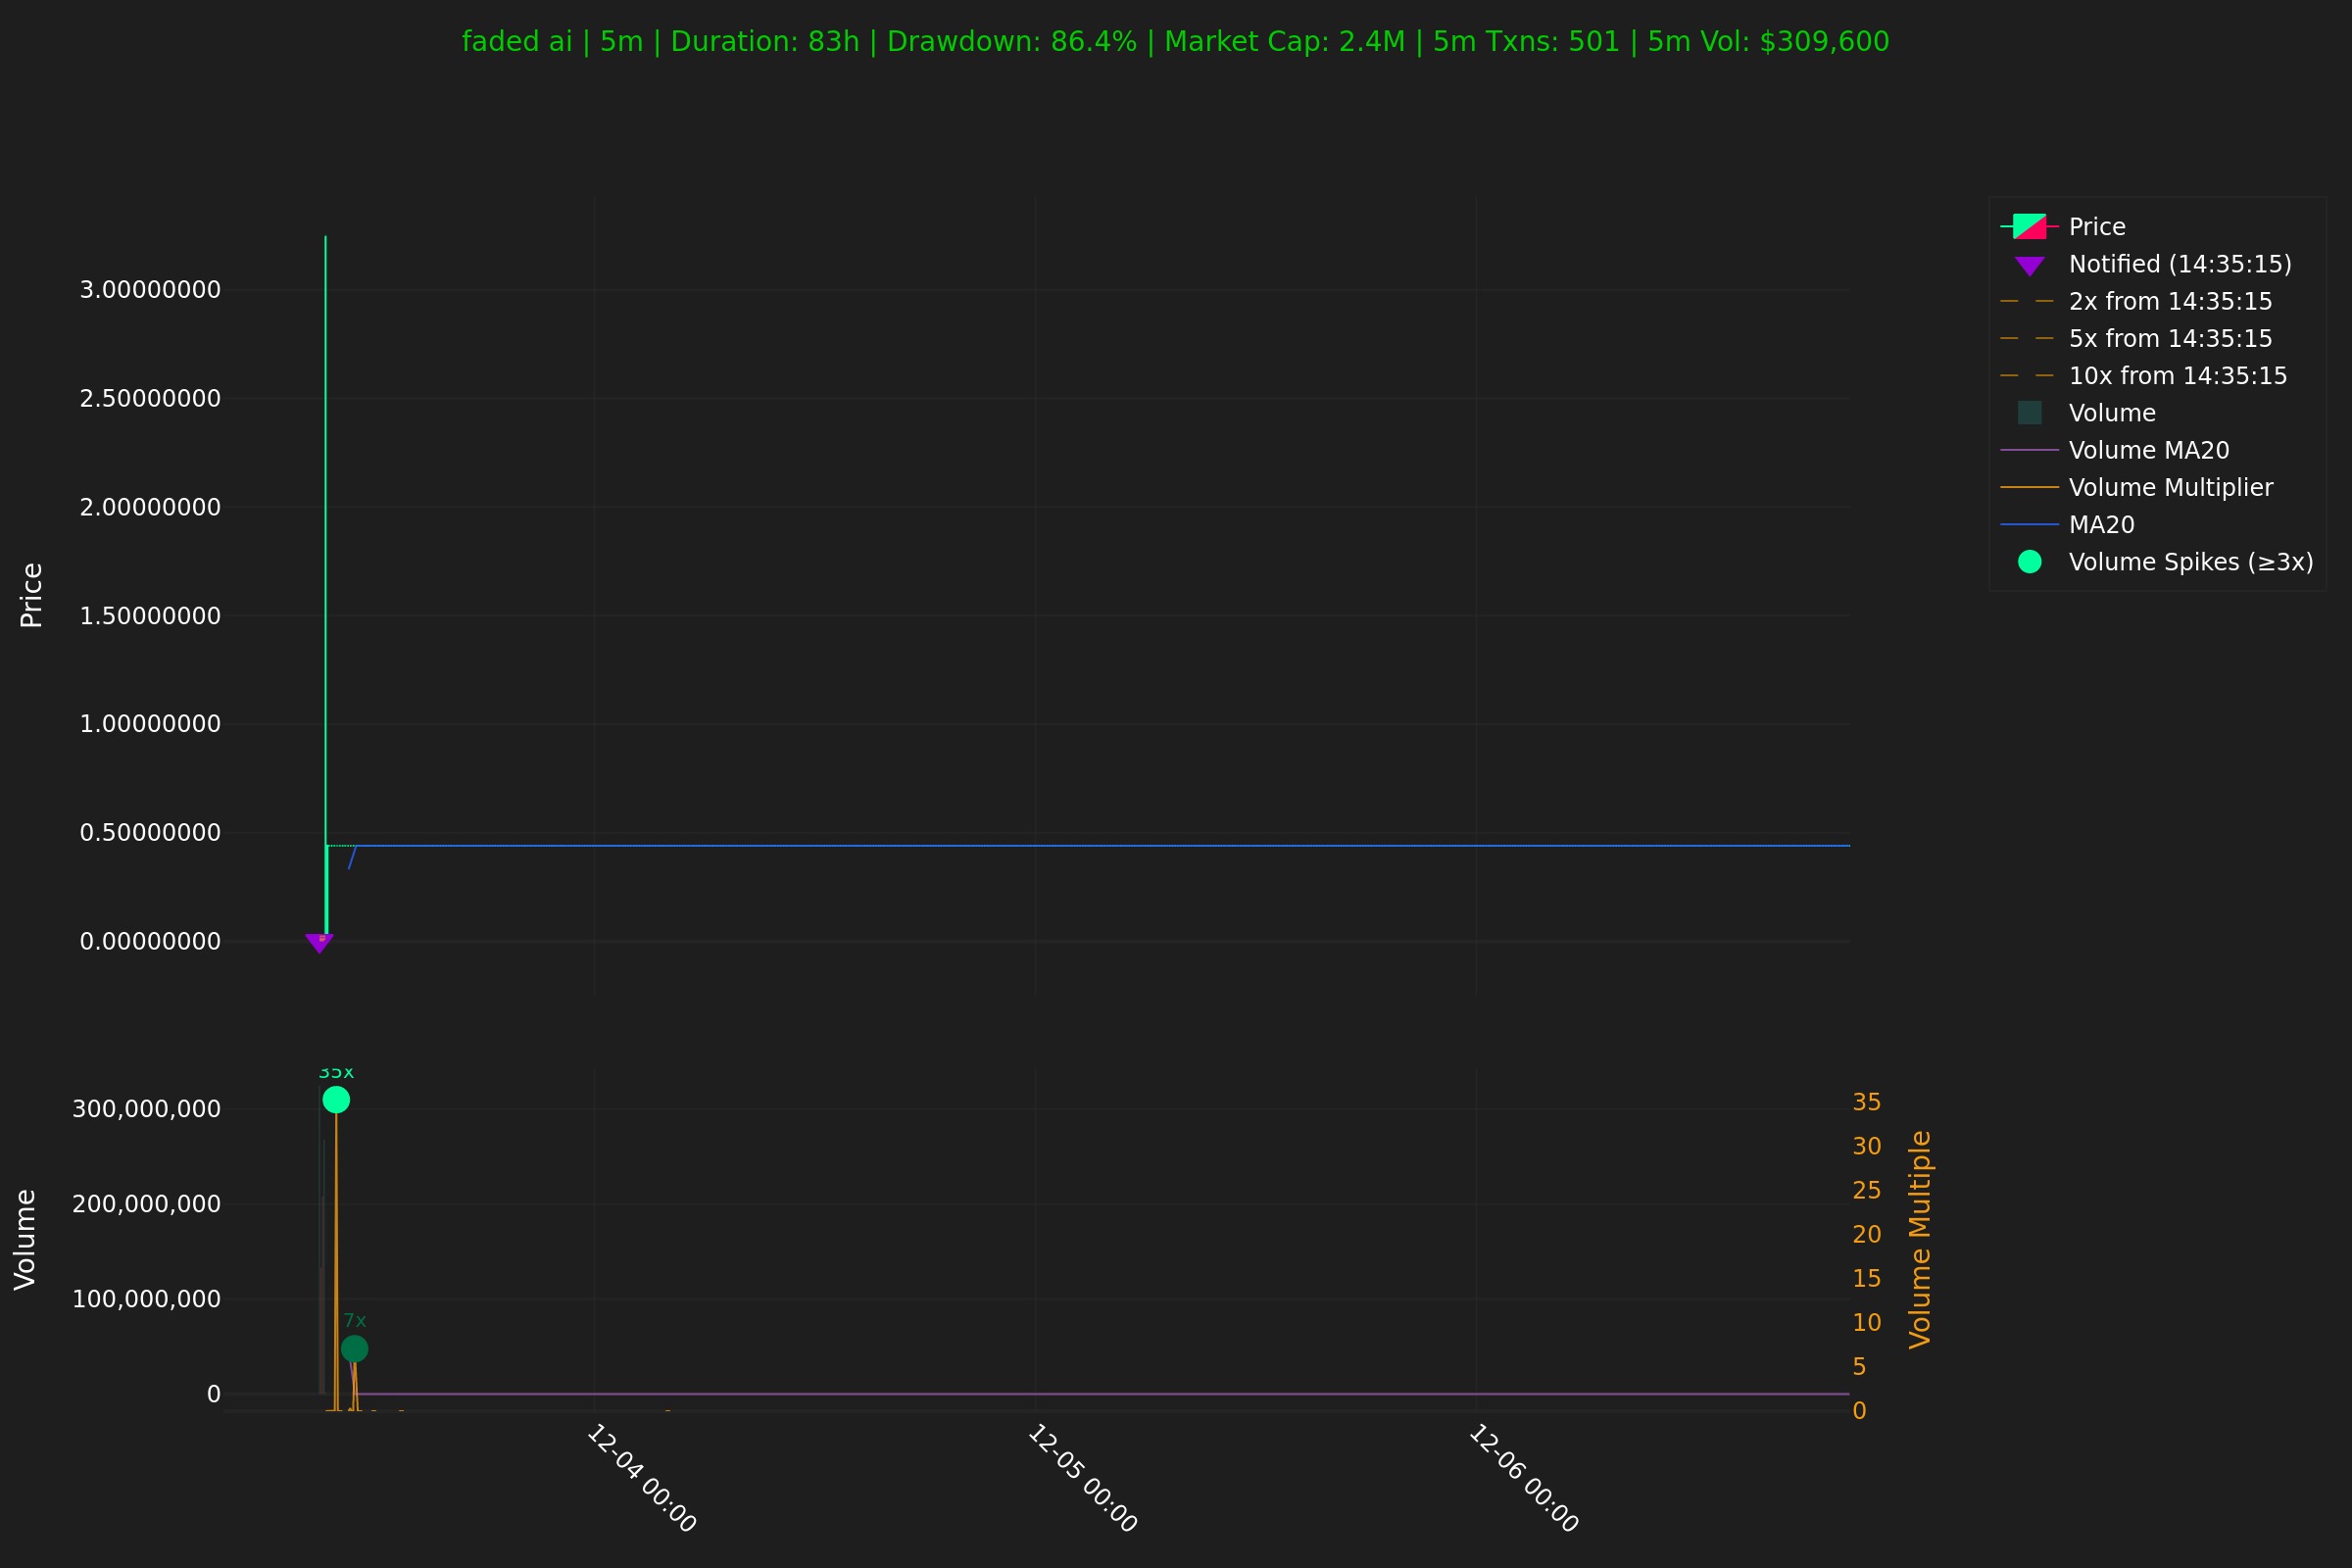 faded ai | 5m | Duration: 83h | Drawdown: 86.4% | Market Cap: 2.4M | 5m Txns: 501 | 5m Vol: $309,600
Price
3.00000000
2.50000000
2.00000000
1.50000000
1.00000000
0.50000000
0.00000000
Price
Notified (14:35:15)
2x from 14:35:15
5x from 14:35:15
10x from 14:35:15
Volume
Volume MA20
Volume Multiplier
MA20
Volume Spikes (≥3x)
Volume
300,000,000
200,000,000
100,000,000
0
35x
7x
35
30
25
20
15
10
5
0
Volume Multiple
12-04 00:00
12-05 00:00
12-06 00:00